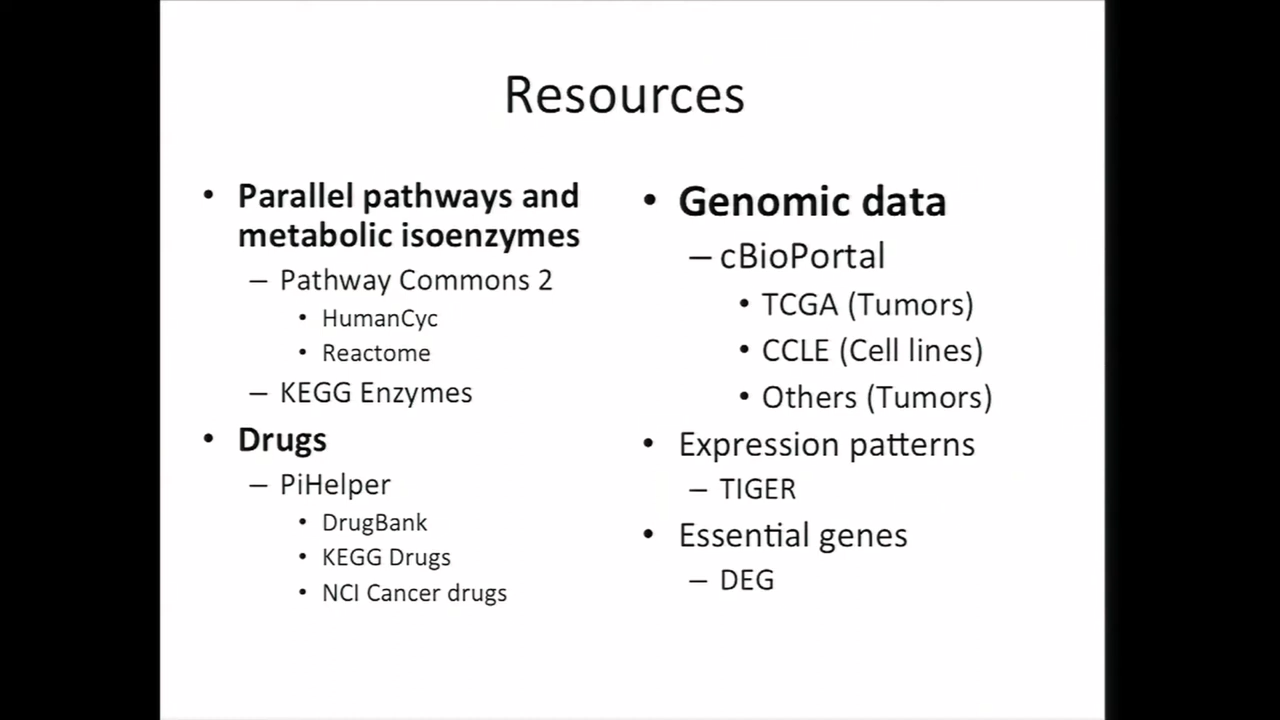 Resources
• Parallel pathways and
metabolic isoenzymes
– Pathway Commons 2
• HumanCyc
• Reactome
– KEGG Enzymes
• Drugs
– PiHelper
• DrugBank
• KEGG Drugs
• NCI Cancer drugs
• Genomic data
– cBioPortal
• TCGA (Tumors)
• CCLE (Cell lines)
• Others (Tumors)
• Expression patterns
– TIGER
• Essential genes
– DEG